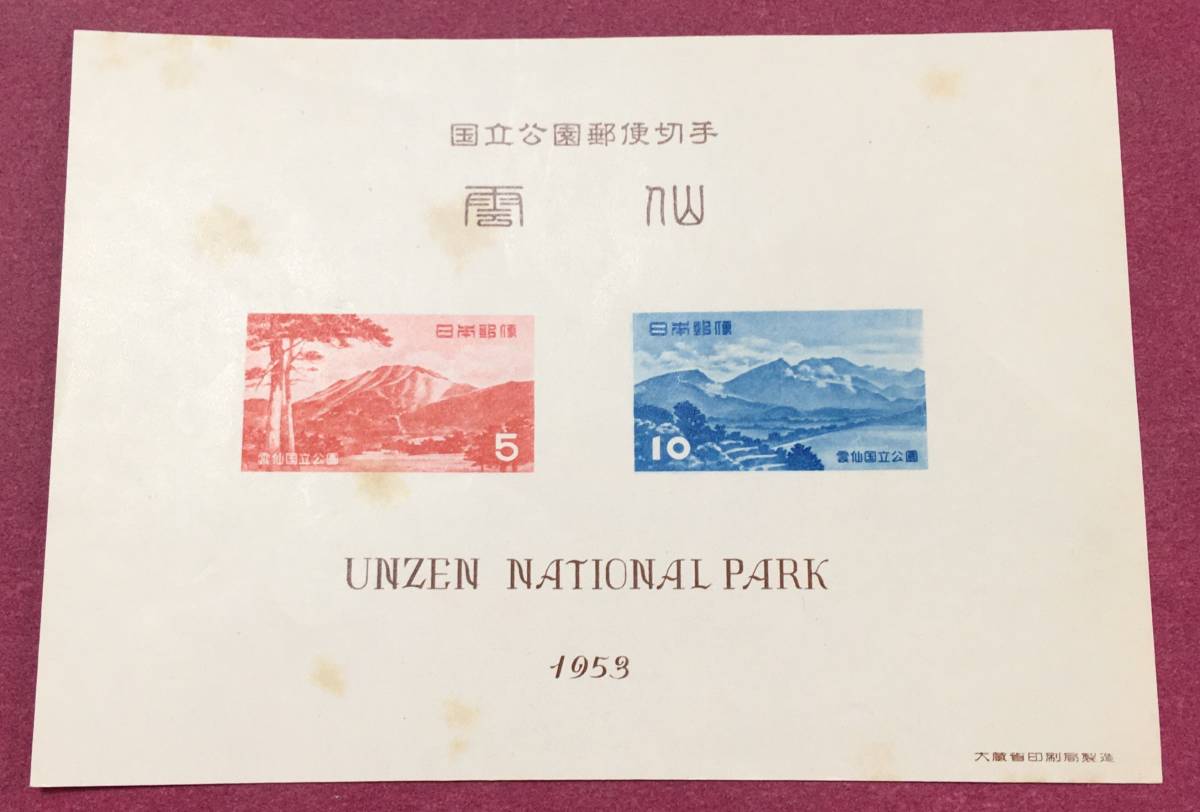 国立公園郵便切手
雲仙
日本郵便
5
雲仙国立公園
日本郵便
10
雲仙国立公園
UNZEN NATIONAL PARK
1953
大蔵省印刷局製造